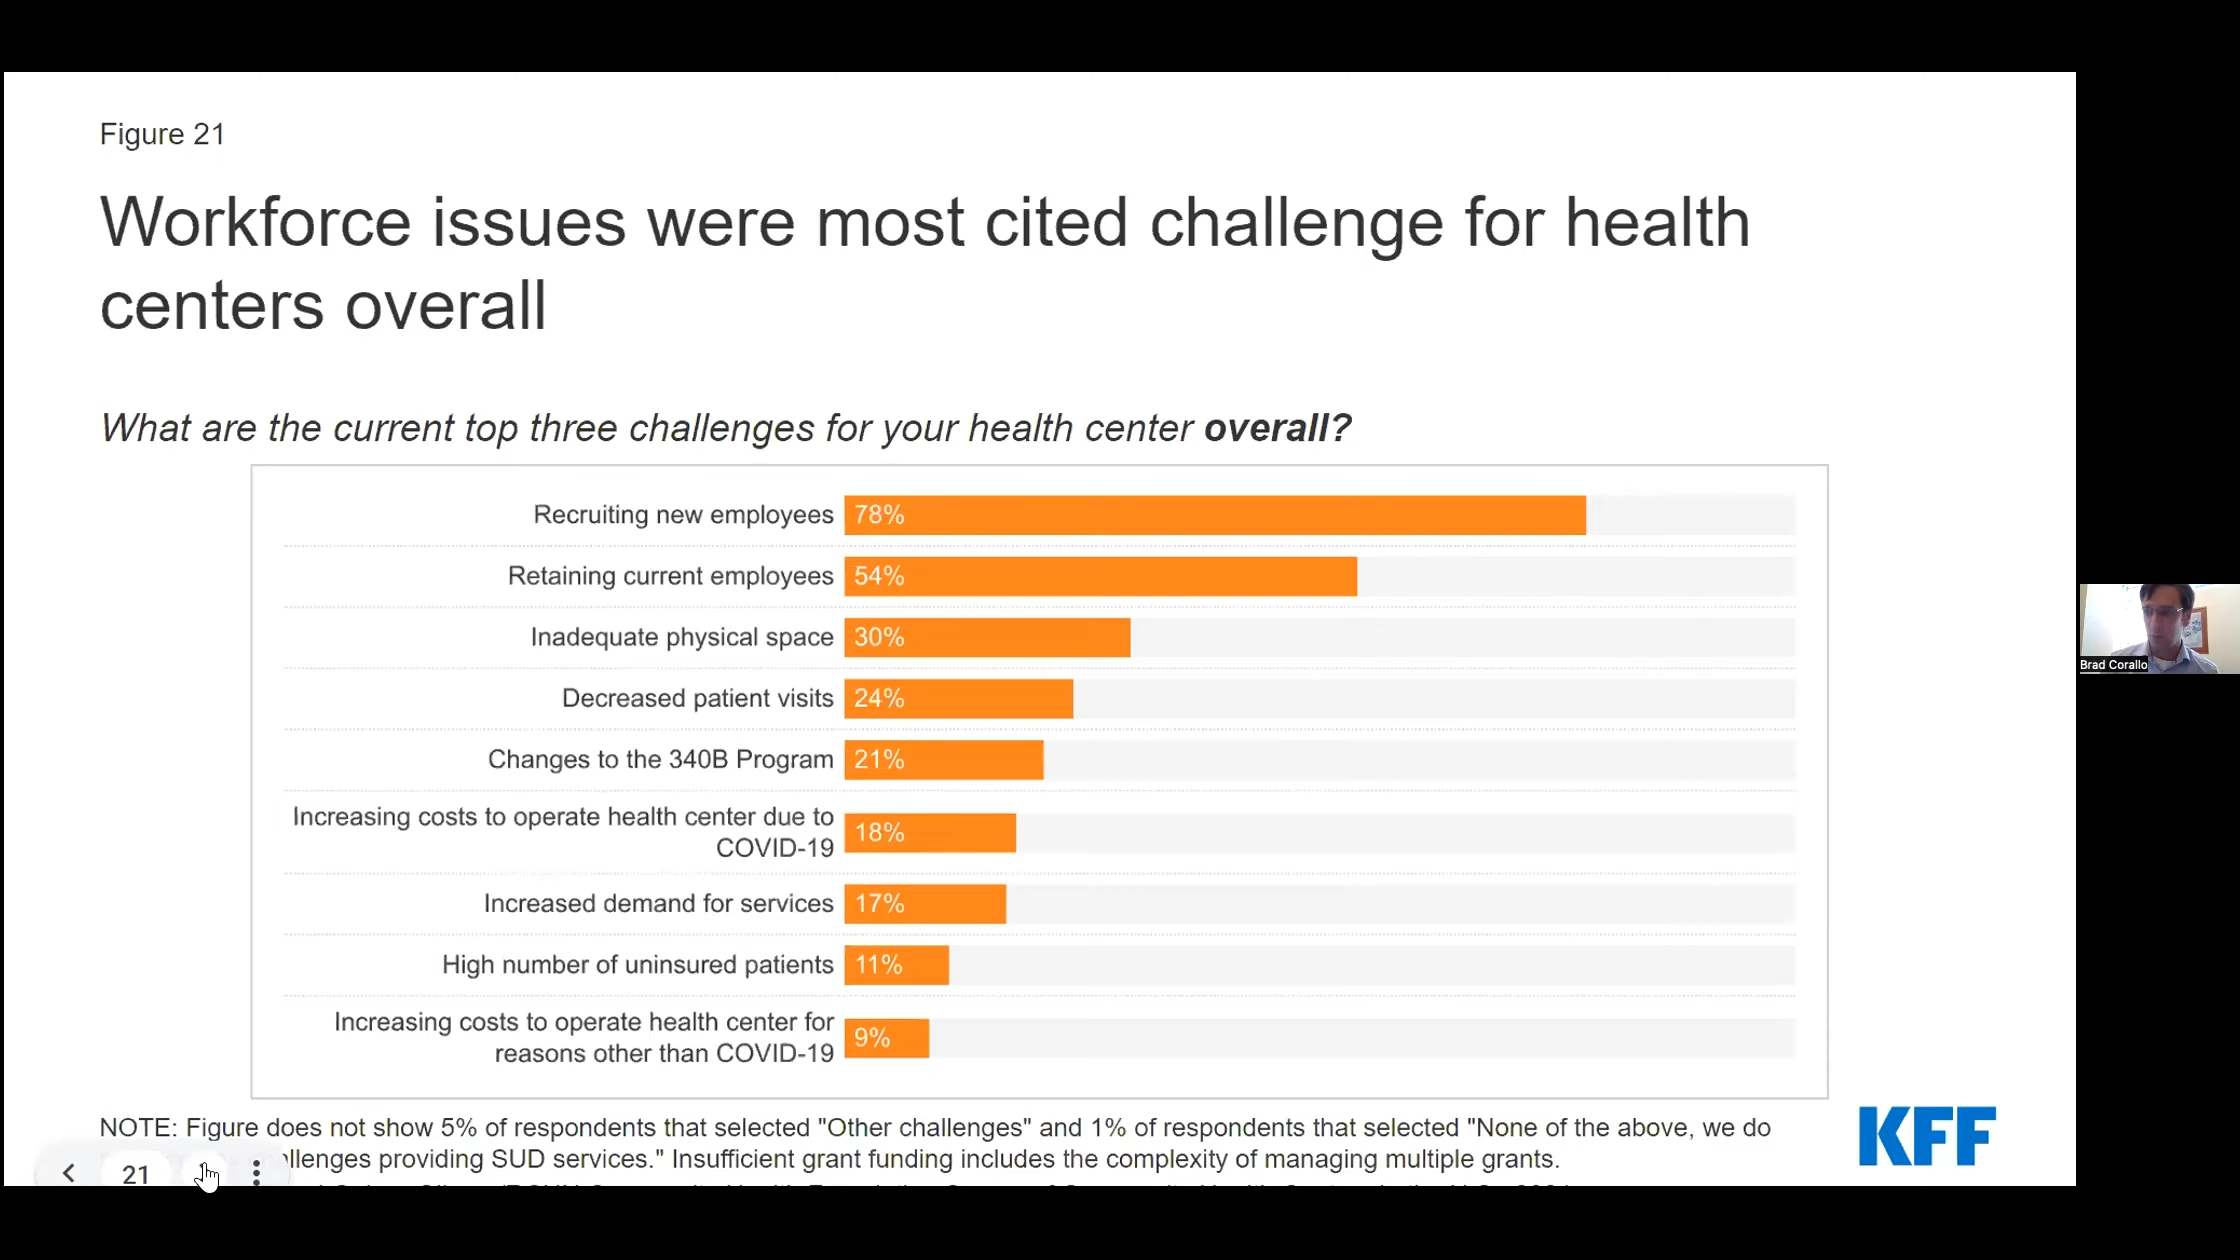 Figure 21
Workforce issues were most cited challenge for health
centers overall
What are the current top three challenges for your health center overall?
Recruiting new employees 78%
Retaining current employees 54%
Inadequate physical space 30%
Decreased patient visits 24%
Changes to the 340B Program 21%
Increasing costs to operate health center due to
COVID-19 18%
Increased demand for services 17%
High number of uninsured patients 11%
Increasing costs to operate health center for
reasons other than COVID-19 9%
NOTE: Figure does not show 5% of respondents that selected "Other challenges" and 1% of respondents that selected "None of the above, we do
llenges providing SUD services." Insufficient grant funding includes the complexity of managing multiple grants.
21
KFF
Brad Corallo